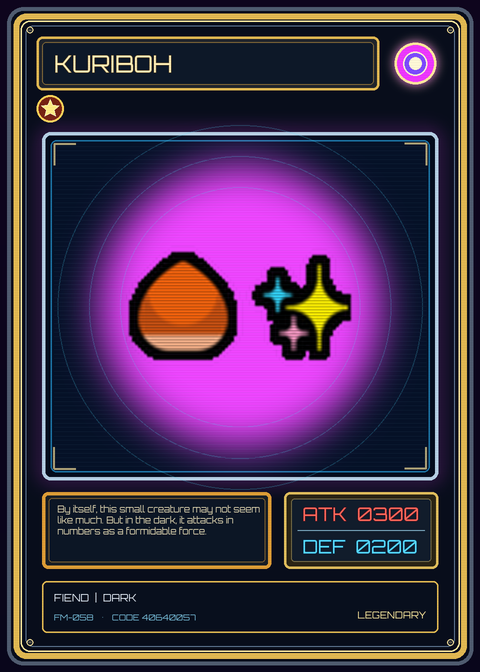 KURIBOH
By itself, this small creature may not seem
like much. But in the dark, it attacks in
numbers as a formidable force.
ATK 0300
DEF 0200
FIEND | DARK
FM-058 · CODE 40640057
LEGENDARY